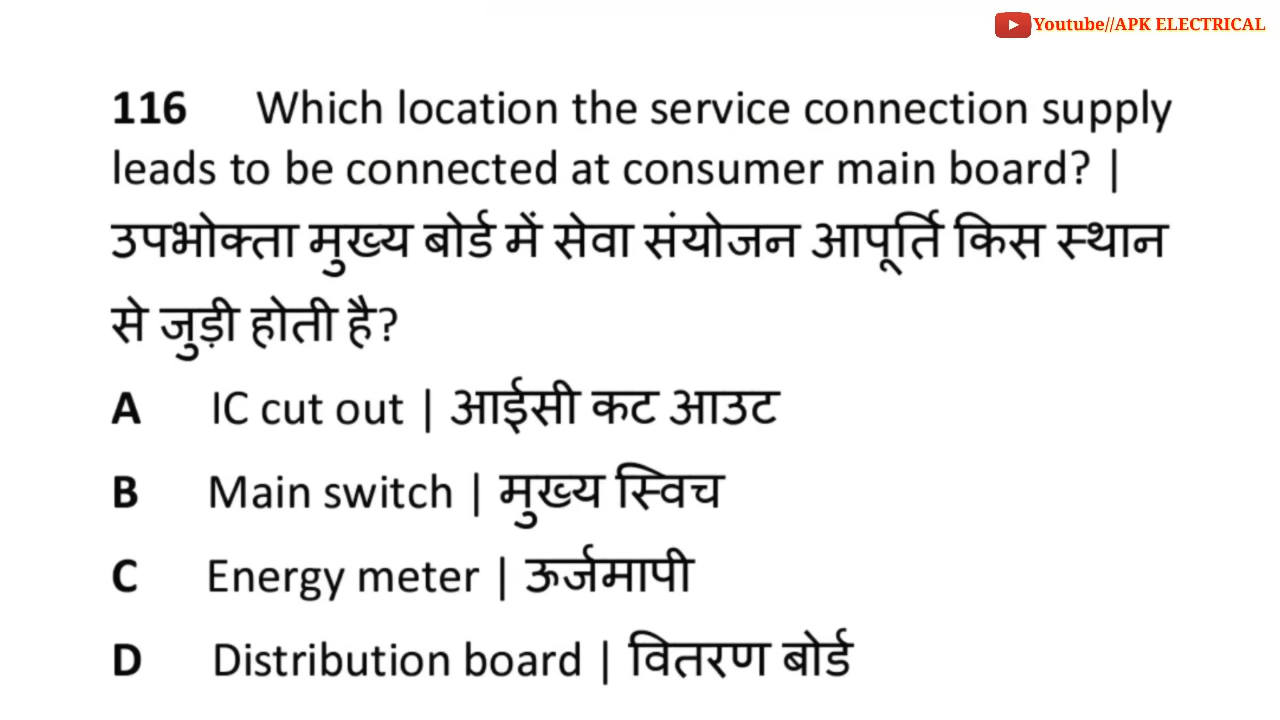 Youtube//APK ELECTRICAL
116 Which location the service connection supply
leads to be connected at consumer main board? |
उपभोक्ता मुख्य बोर्ड में सेवा संयोजन आपूर्ति किस स्थान
से जुड़ी होती है?
A IC cut out | आईसी कट आउट
B Main switch | मुख्य स्विच
C Energy meter | ऊर्जमापी
D Distribution board | वितरण बोर्ड